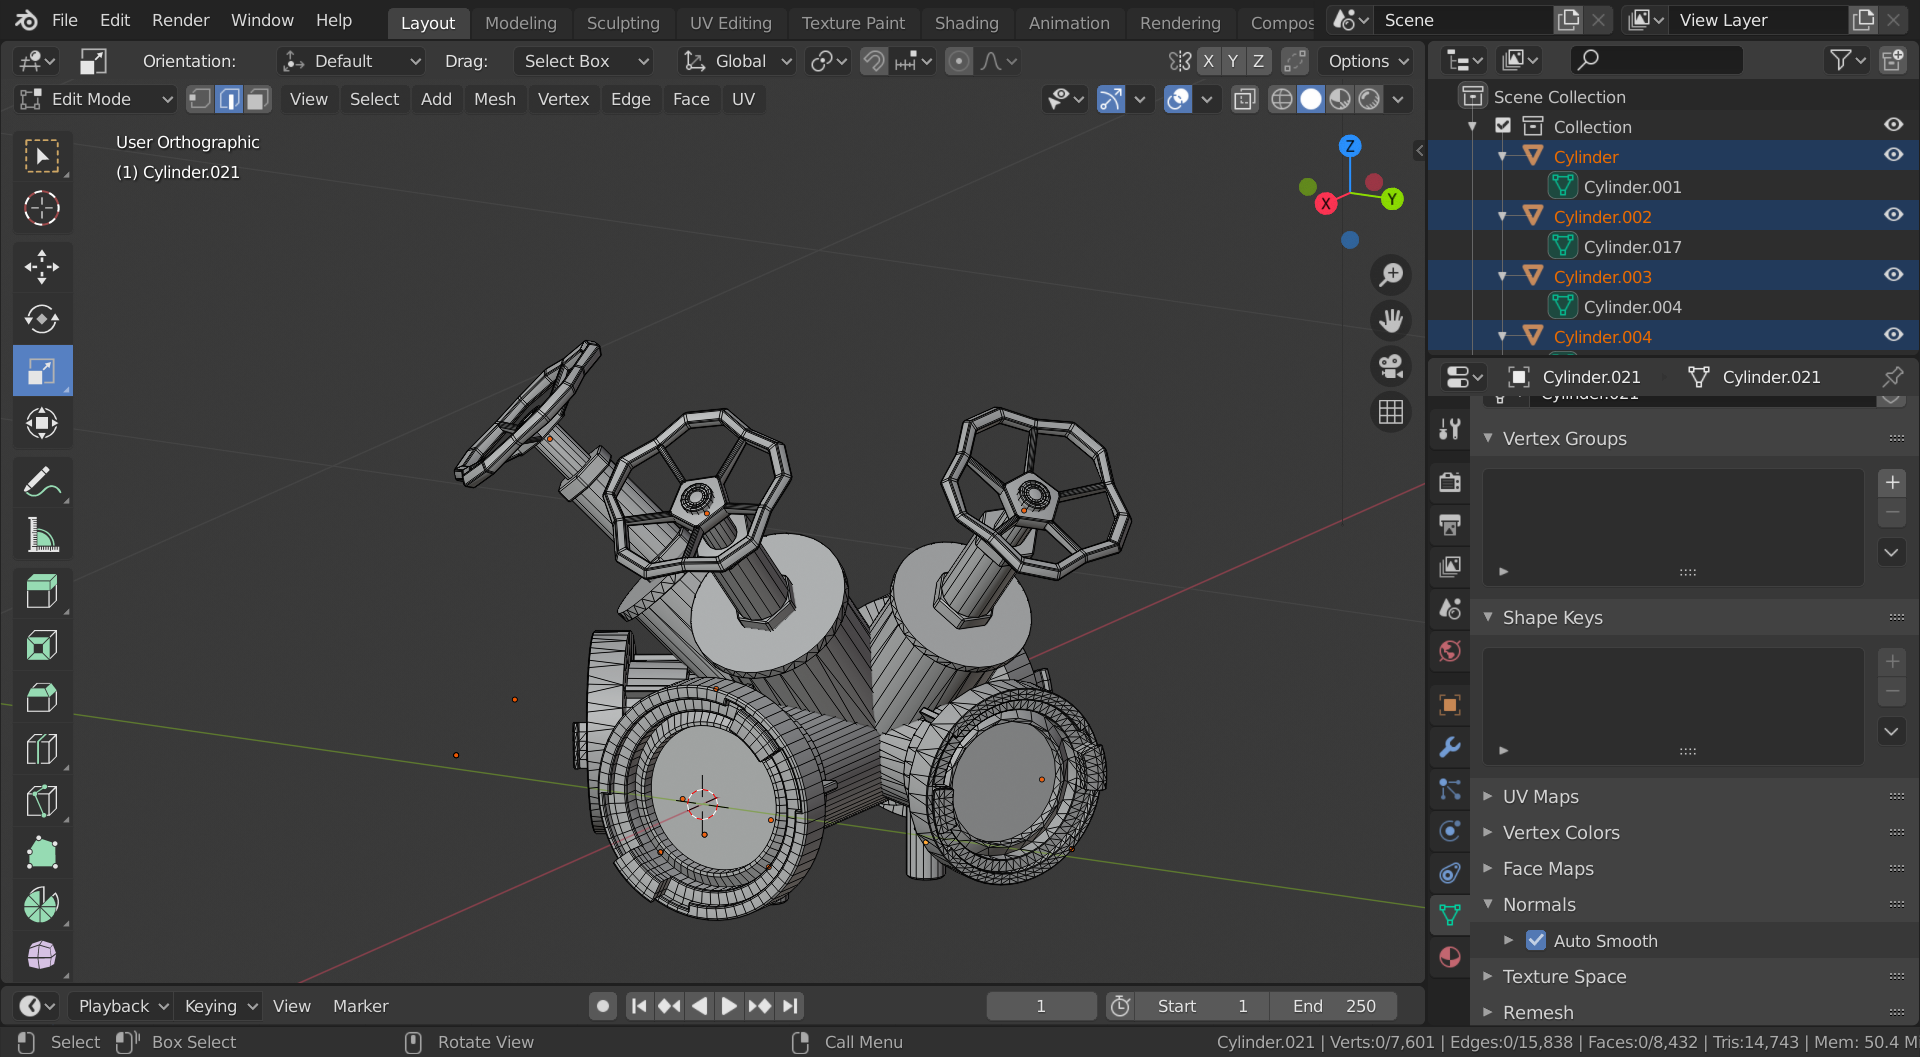 File Edit Render Window Help Layout Modeling Sculpting UV Editing Texture Paint Shading Animation Rendering Compos Scene View Layer
Orientation: Default Drag: Select Box Global X Y Z Options
Edit Mode View Select Add Mesh Vertex Edge Face UV
User Orthographic
(1) Cylinder.021
Z
X
Y
Scene Collection
Collection
Cylinder
Cylinder.001
Cylinder.002
Cylinder.017
Cylinder.003
Cylinder.004
Cylinder.004
Cylinder.021 Cylinder.021
Cylinder.021
Vertex Groups
Shape Keys
UV Maps
Vertex Colors
Face Maps
Normals
Auto Smooth
Texture Space
Remesh
Playback Keying View Marker 1 Start 1 End 250
Select Box Select Rotate View Call Menu Cylinder.021 | Verts:0/7,601 | Edges:0/15,838 | Faces:0/8,432 | Tris:14,743 | Mem: 50.4 M